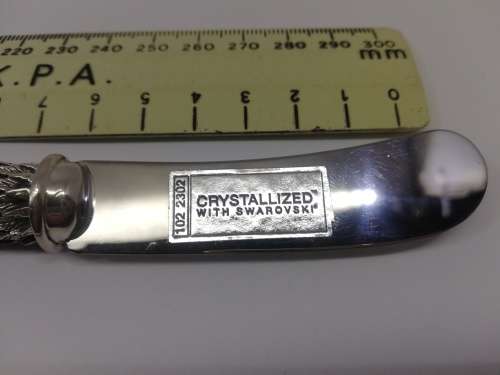 220 230 240 250 260 270 280 290 300
mm
K.P.A.
7 6 5 4 3 2 1 0
102 2302
CRYSTALLIZED™
WITH SWAROVSKI